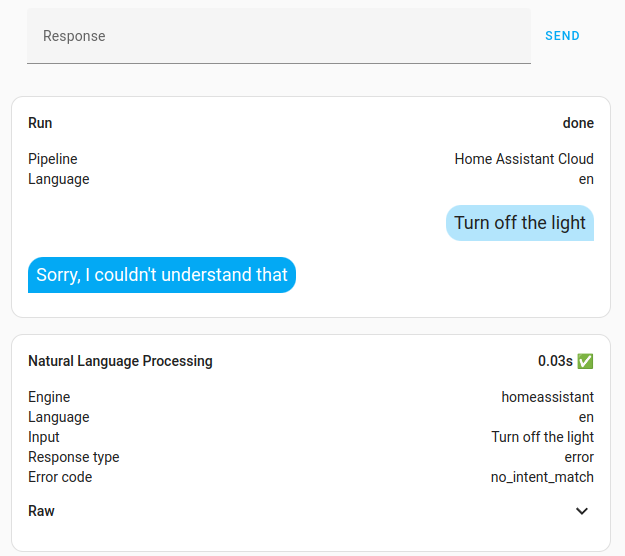 Response
SEND
Run done
Pipeline Home Assistant Cloud
Language en
Turn off the light
Sorry, I couldn't understand that
Natural Language Processing 0.03s ✅
Engine homeassistant
Language en
Input Turn off the light
Response type error
Error code no_intent_match
Raw